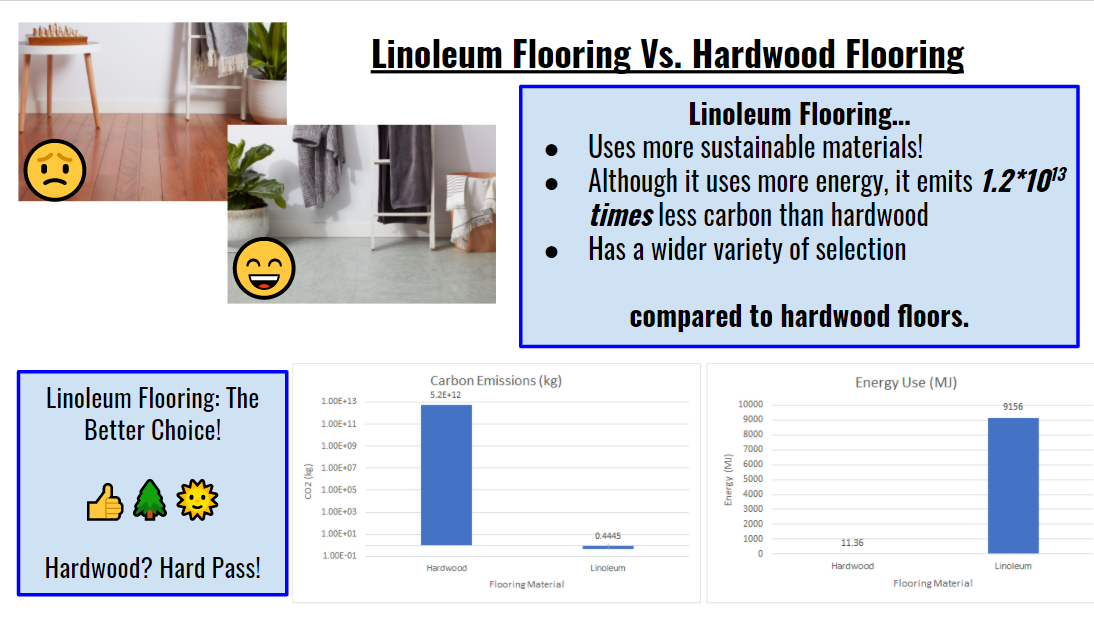 Linoleum Flooring Vs. Hardwood Flooring
Linoleum Flooring...
● Uses more sustainable materials!
● Although it uses more energy, it emits 1.2*10¹³
times less carbon than hardwood
● Has a wider variety of selection
compared to hardwood floors.
Linoleum Flooring: The
Better Choice!
Hardwood? Hard Pass!
Carbon Emissions (kg)
5.2E+12
1.00E+13
1.00E+11
1.00E+09
1.00E+07
1.00E+05
1.00E+03
1.00E+01
1.00E-01
CO2 (kg)
0.4445
Hardwood
Linoleum
Flooring Material
Energy Use (MJ)
10000
9000
8000
7000
6000
5000
4000
3000
2000
1000
0
Energy (MJ)
9156
11.36
Hardwood
Linoleum
Flooring Material